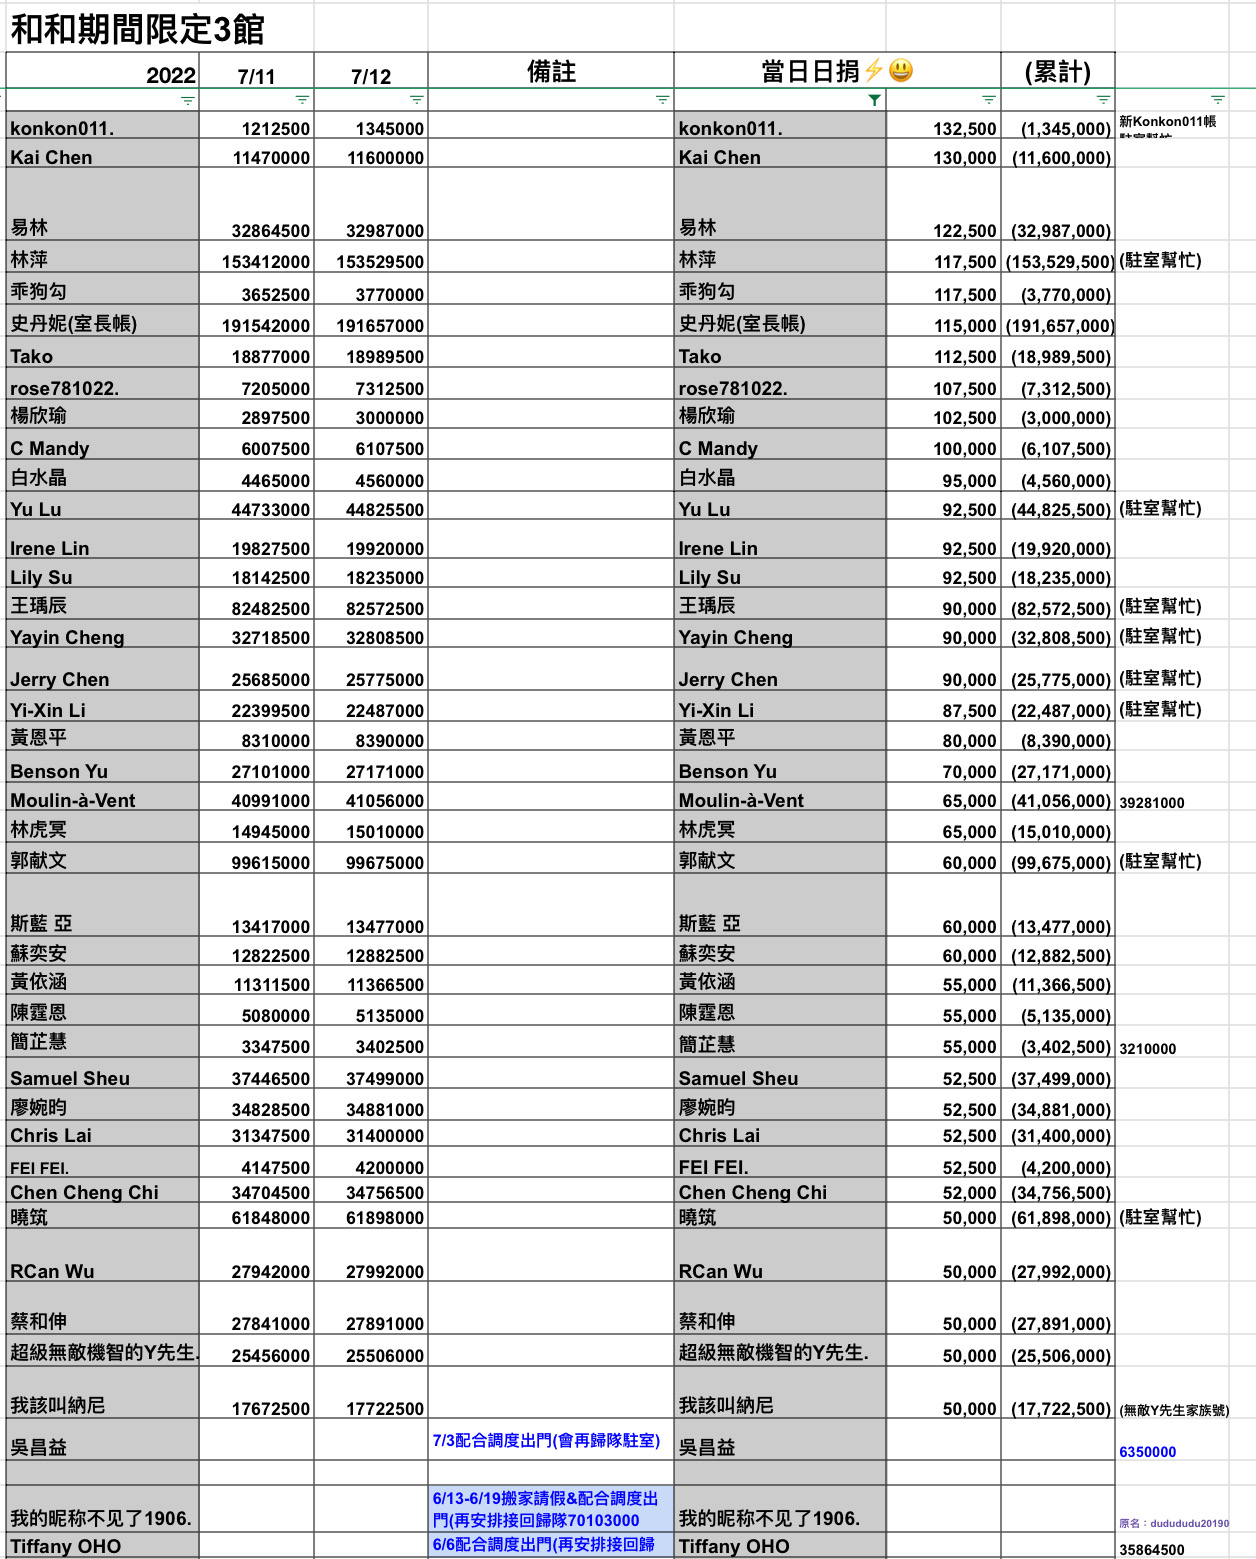 和和期間限定3館
2022 7/11 7/12 備註 當日日捐⚡😃 (累計)
konkon011. 1212500 1345000 konkon011. 132,500 (1,345,000) 新Konkon011帳
Kai Chen 11470000 11600000 Kai Chen 130,000 (11,600,000)
易林 32864500 32987000 易林 122,500 (32,987,000)
林萍 153412000 153529500 林萍 117,500 (153,529,500) (駐室幫忙)
乖狗勾 3652500 3770000 乖狗勾 117,500 (3,770,000)
史丹妮(室長帳) 191542000 191657000 史丹妮(室長帳) 115,000 (191,657,000)
Tako 18877000 18989500 Tako 112,500 (18,989,500)
rose781022. 7205000 7312500 rose781022. 107,500 (7,312,500)
楊欣瑜 2897500 3000000 楊欣瑜 102,500 (3,000,000)
C Mandy 6007500 6107500 C Mandy 100,000 (6,107,500)
白水晶 4465000 4560000 白水晶 95,000 (4,560,000)
Yu Lu 44733000 44825500 Yu Lu 92,500 (44,825,500) (駐室幫忙)
Irene Lin 19827500 19920000 Irene Lin 92,500 (19,920,000)
Lily Su 18142500 18235000 Lily Su 92,500 (18,235,000)
王瑀辰 82482500 82572500 王瑀辰 90,000 (82,572,500) (駐室幫忙)
Yayin Cheng 32718500 32808500 Yayin Cheng 90,000 (32,808,500) (駐室幫忙)
Jerry Chen 25685000 25775000 Jerry Chen 90,000 (25,775,000) (駐室幫忙)
Yi-Xin Li 22399500 22487000 Yi-Xin Li 87,500 (22,487,000) (駐室幫忙)
黃恩平 8310000 8390000 黃恩平 80,000 (8,390,000)
Benson Yu 27101000 27171000 Benson Yu 70,000 (27,171,000)
Moulin-à-Vent 40991000 41056000 Moulin-à-Vent 65,000 (41,056,000) 39281000
林虎冥 14945000 15010000 林虎冥 65,000 (15,010,000)
郭献文 99615000 99675000 郭献文 60,000 (99,675,000) (駐室幫忙)
斯藍 亞 13417000 13477000 斯藍 亞 60,000 (13,477,000)
蘇奕安 12822500 12882500 蘇奕安 60,000 (12,882,500)
黃依涵 11311500 11366500 黃依涵 55,000 (11,366,500)
陳霆恩 5080000 5135000 陳霆恩 55,000 (5,135,000)
簡芷慧 3347500 3402500 簡芷慧 55,000 (3,402,500) 3210000
Samuel Sheu 37446500 37499000 Samuel Sheu 52,500 (37,499,000)
廖婉昀 34828500 34881000 廖婉昀 52,500 (34,881,000)
Chris Lai 31347500 31400000 Chris Lai 52,500 (31,400,000)
FEI FEI. 4147500 4200000 FEI FEI. 52,500 (4,200,000)
Chen Cheng Chi 34704500 34756500 Chen Cheng Chi 52,000 (34,756,500)
曉筑 61848000 61898000 曉筑 50,000 (61,898,000) (駐室幫忙)
RCan Wu 27942000 27992000 RCan Wu 50,000 (27,992,000)
蔡和伸 27841000 27891000 蔡和伸 50,000 (27,891,000)
超級無敵機智的Y先生. 25456000 25506000 超級無敵機智的Y先生. 50,000 (25,506,000)
我該叫納尼 17672500 17722500 我該叫納尼 50,000 (17,722,500) (無敵Y先生家族號)
吳昌益 7/3配合調度出門(會再歸隊駐室) 吳昌益 6350000
6/13-6/19搬家請假&配合調度出
我的昵称不见了1906. 門(再安排接回歸隊70103000 我的昵称不见了1906. 原名：dudududu20190
Tiffany OHO 6/6配合調度出門(再安排接回歸 Tiffany OHO 35864500